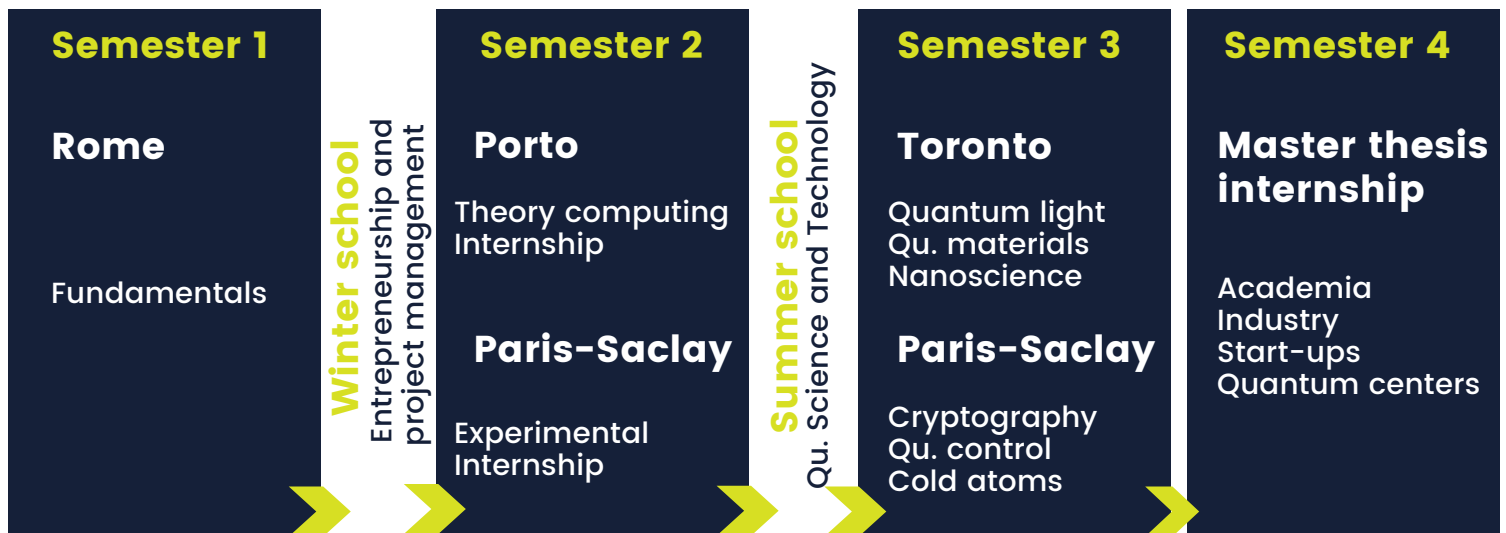 Semester 1
Rome
Fundamentals
Winter school
Entrepreneurship and
project management
Semester 2
Porto
Theory computing
Internship
Paris-Saclay
Experimental
Internship
Summer school
Qu. Science and Technology
Semester 3
Toronto
Quantum light
Qu. materials
Nanoscience
Paris-Saclay
Cryptography
Qu. control
Cold atoms
Semester 4
Master thesis
internship
Academia
Industry
Start-ups
Quantum centers